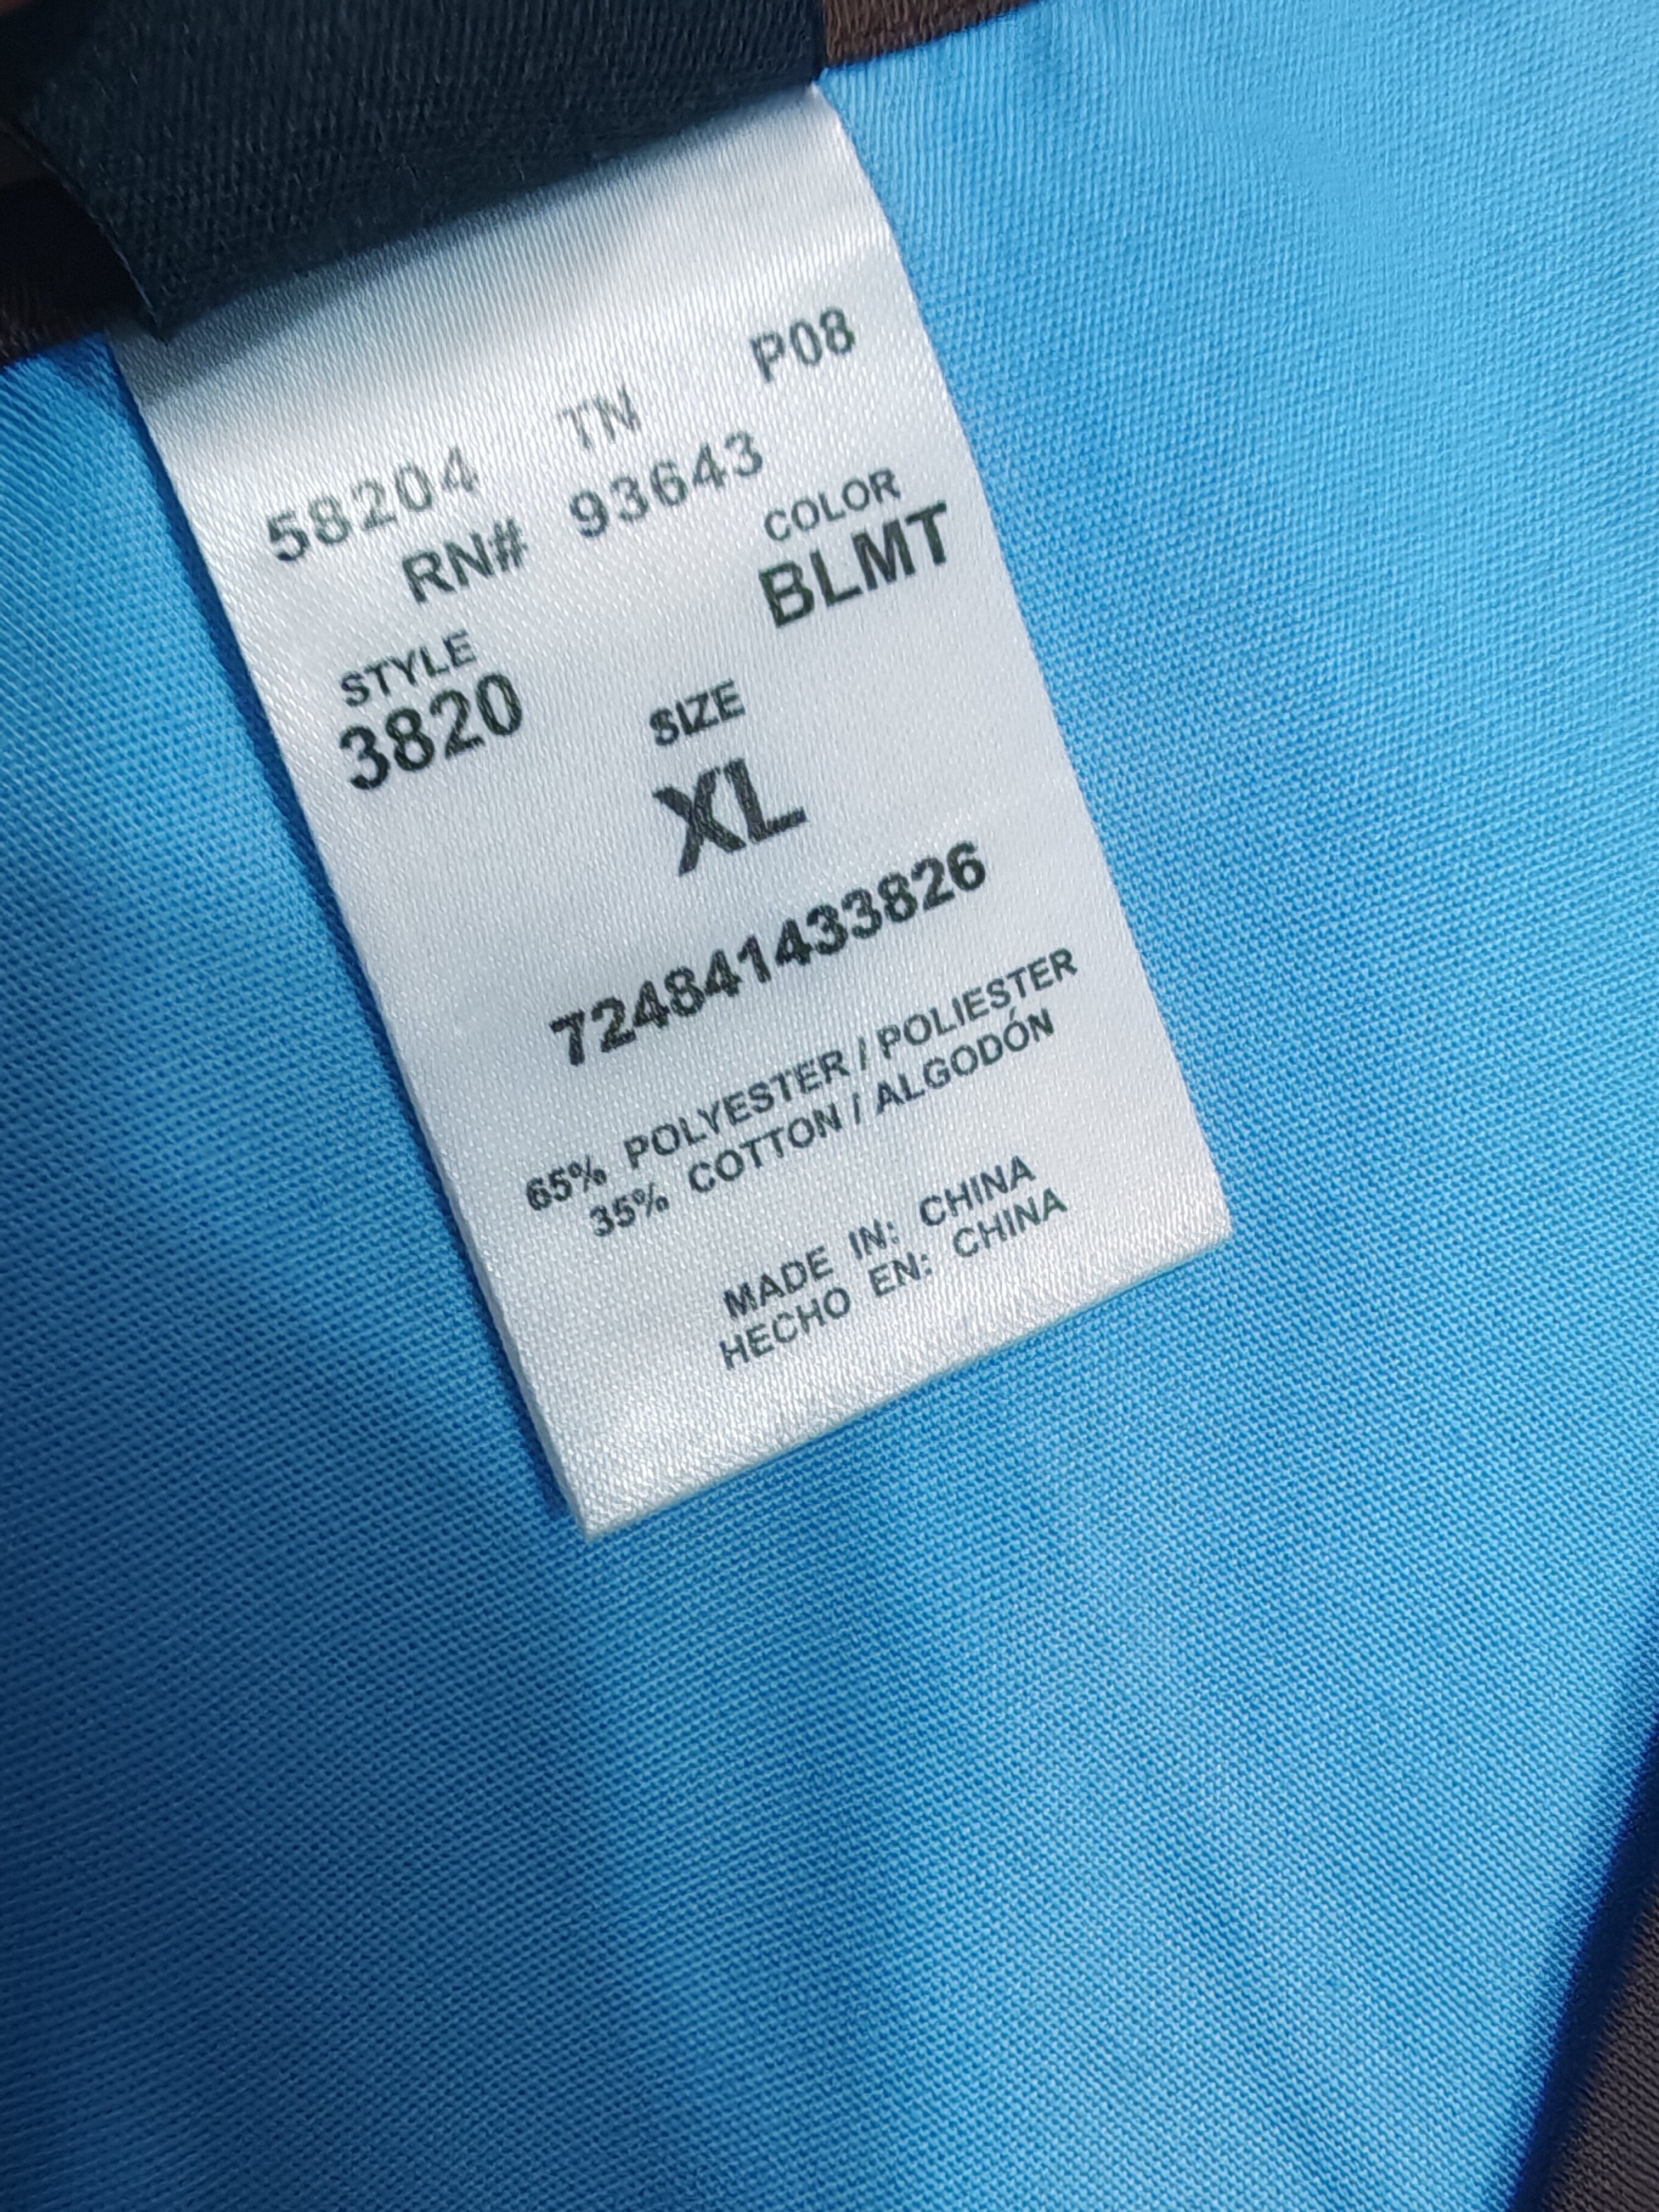 58204 TN P08
RN# 93643
STYLE COLOR
3820 BLMT
SIZE
XL
724841433826
65% POLYESTER / POLIESTER
35% COTTON / ALGODÓN
MADE IN: CHINA
HECHO EN: CHINA